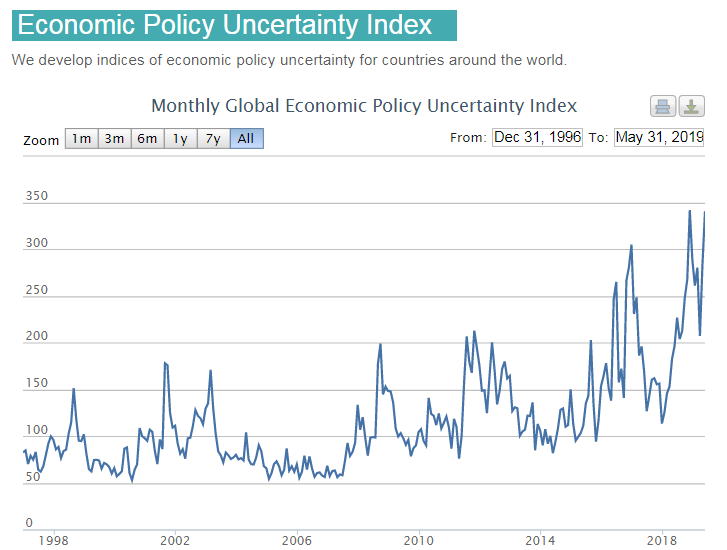 Economic Policy Uncertainty Index
We develop indices of economic policy uncertainty for countries around the world.
Monthly Global Economic Policy Uncertainty Index
Zoom 1m 3m 6m 1y 7y All From: Dec 31, 1996 To: May 31, 2019
350
300
250
200
150
100
50
0
1998 2002 2006 2010 2014 2018